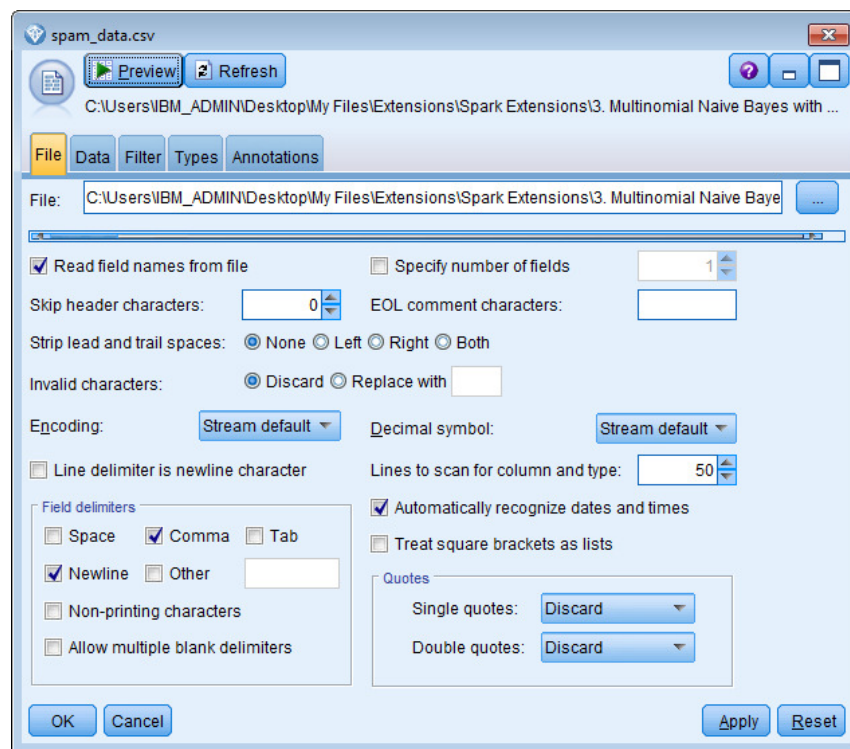 spam_data.csv
Preview Refresh
C:\Users\IBM_ADMIN\Desktop\My Files\Extensions\Spark Extensions\3. Multinomial Naive Bayes with ...
File Data Filter Types Annotations
File: C:\Users\IBM_ADMIN\Desktop\My Files\Extensions\Spark Extensions\3. Multinomial Naive Baye ...
Read field names from file Specify number of fields 1
Skip header characters: 0 EOL comment characters:
Strip lead and trail spaces: None Left Right Both
Invalid characters: Discard Replace with
Encoding: Stream default Decimal symbol: Stream default
Line delimiter is newline character Lines to scan for column and type: 50
Field delimiters Automatically recognize dates and times
Space Comma Tab Treat square brackets as lists
Newline Other Quotes
Non-printing characters Single quotes: Discard
Allow multiple blank delimiters Double quotes: Discard
OK Cancel Apply Reset